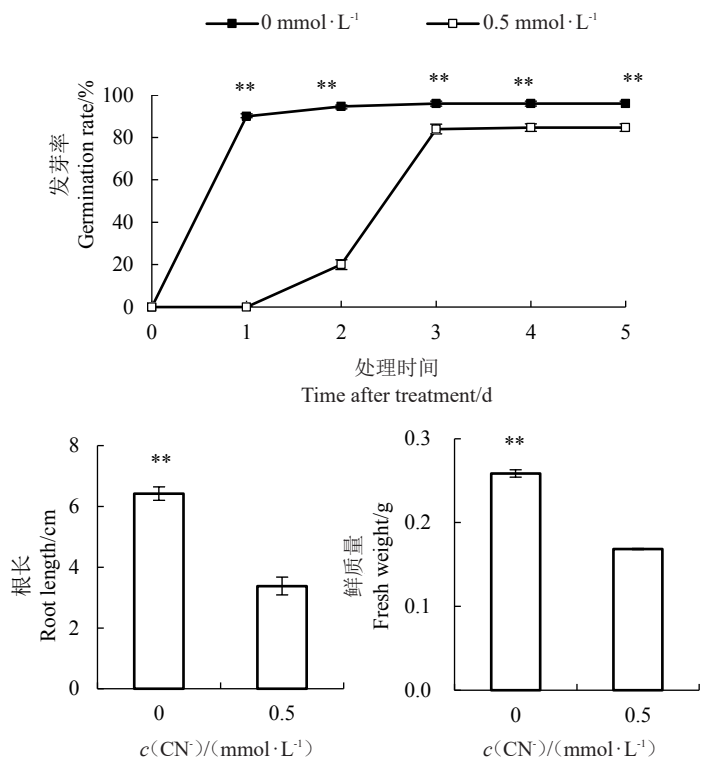 0 mmol·L⁻¹ 0.5 mmol·L⁻¹
** ** ** ** **
100
80
60
40
20
0
发芽率
Germination rate/%
0 1 2 3 4 5
处理时间
Time after treatment/d
8
6
4
2
0
根长
Root length/cm
**
0 0.5
c(CN⁻)/(mmol·L⁻¹)
0.3
0.2
0.1
0.0
鲜质量
Fresh weight/g
**
0 0.5
c(CN⁻)/(mmol·L⁻¹)